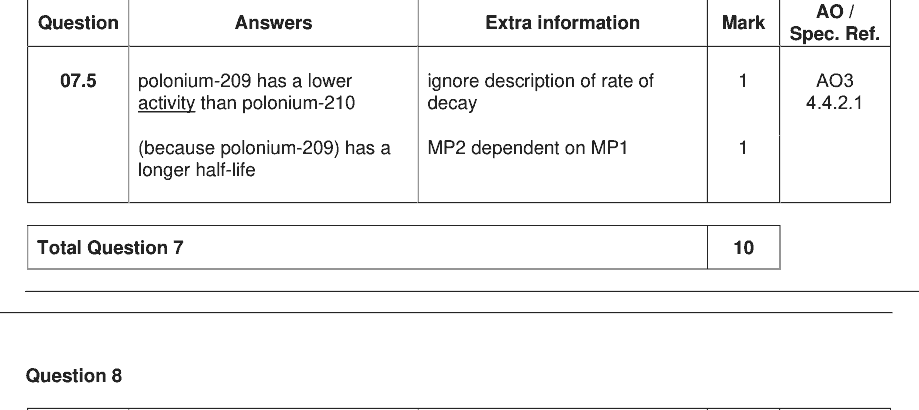 Question Answers Extra information Mark AO /
Spec. Ref.
07.5 polonium-209 has a lower ignore description of rate of 1 AO3
activity than polonium-210 decay 4.4.2.1
(because polonium-209) has a MP2 dependent on MP1 1
longer half-life
Total Question 7 10
Question 8